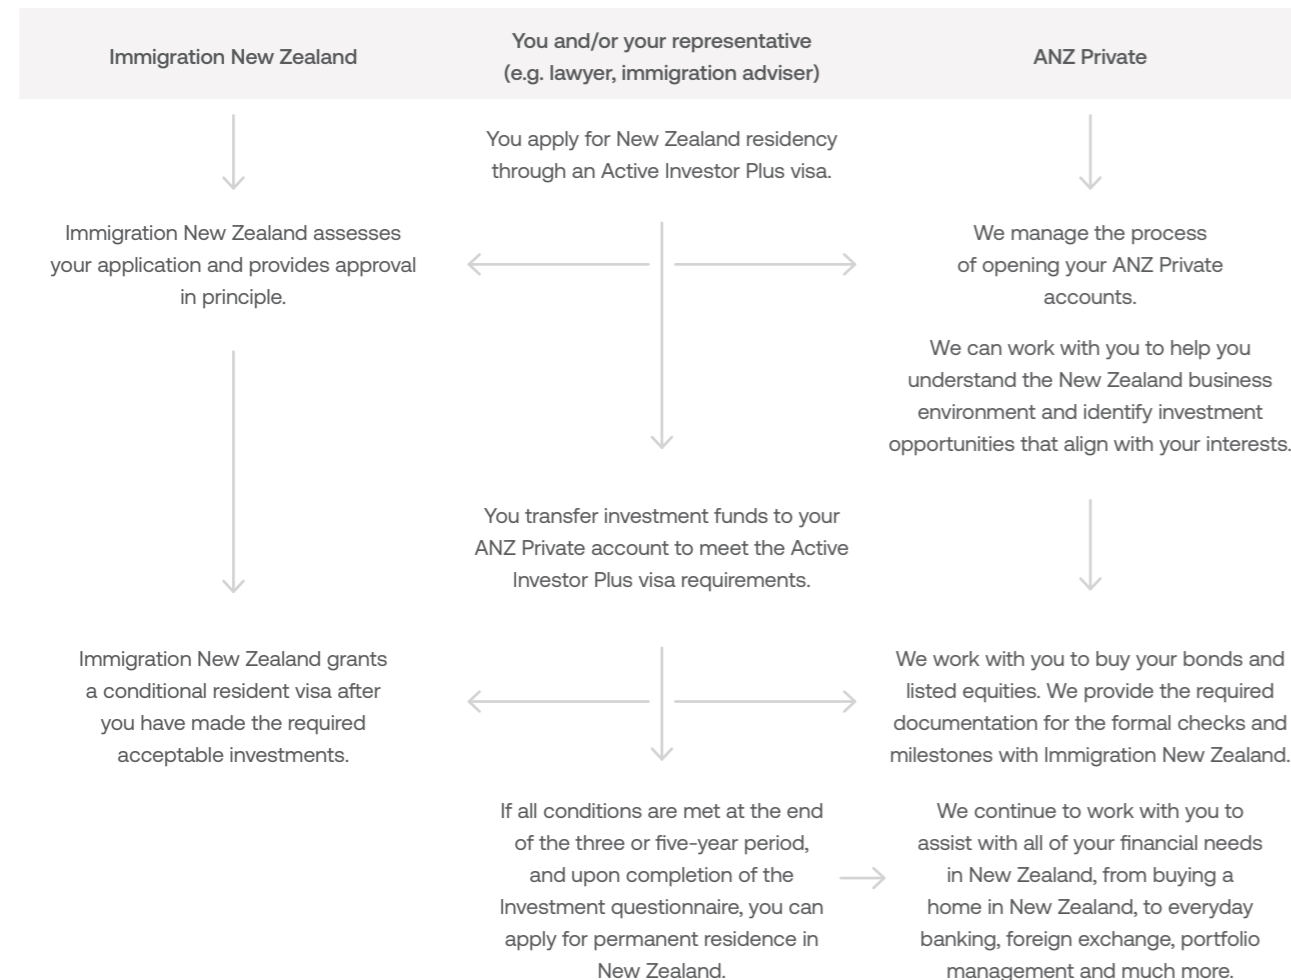 Immigration New Zealand
You and/or your representative
(e.g. lawyer, immigration adviser)
ANZ Private
You apply for New Zealand residency
through an Active Investor Plus visa.
Immigration New Zealand assesses
your application and provides approval
in principle.
We manage the process
of opening your ANZ Private
accounts.
We can work with you to help you
understand the New Zealand business
environment and identify investment
opportunities that align with your interests.
You transfer investment funds to your
ANZ Private account to meet the Active
Investor Plus visa requirements.
Immigration New Zealand grants
a conditional resident visa after
you have made the required
acceptable investments.
We work with you to buy your bonds and
listed equities. We provide the required
documentation for the formal checks and
milestones with Immigration New Zealand.
If all conditions are met at the end
of the three or five-year period,
and upon completion of the
Investment questionnaire, you can
apply for permanent residence in
New Zealand.
We continue to work with you to
assist with all of your financial needs
in New Zealand, from buying a
home in New Zealand, to everyday
banking, foreign exchange, portfolio
management and much more.